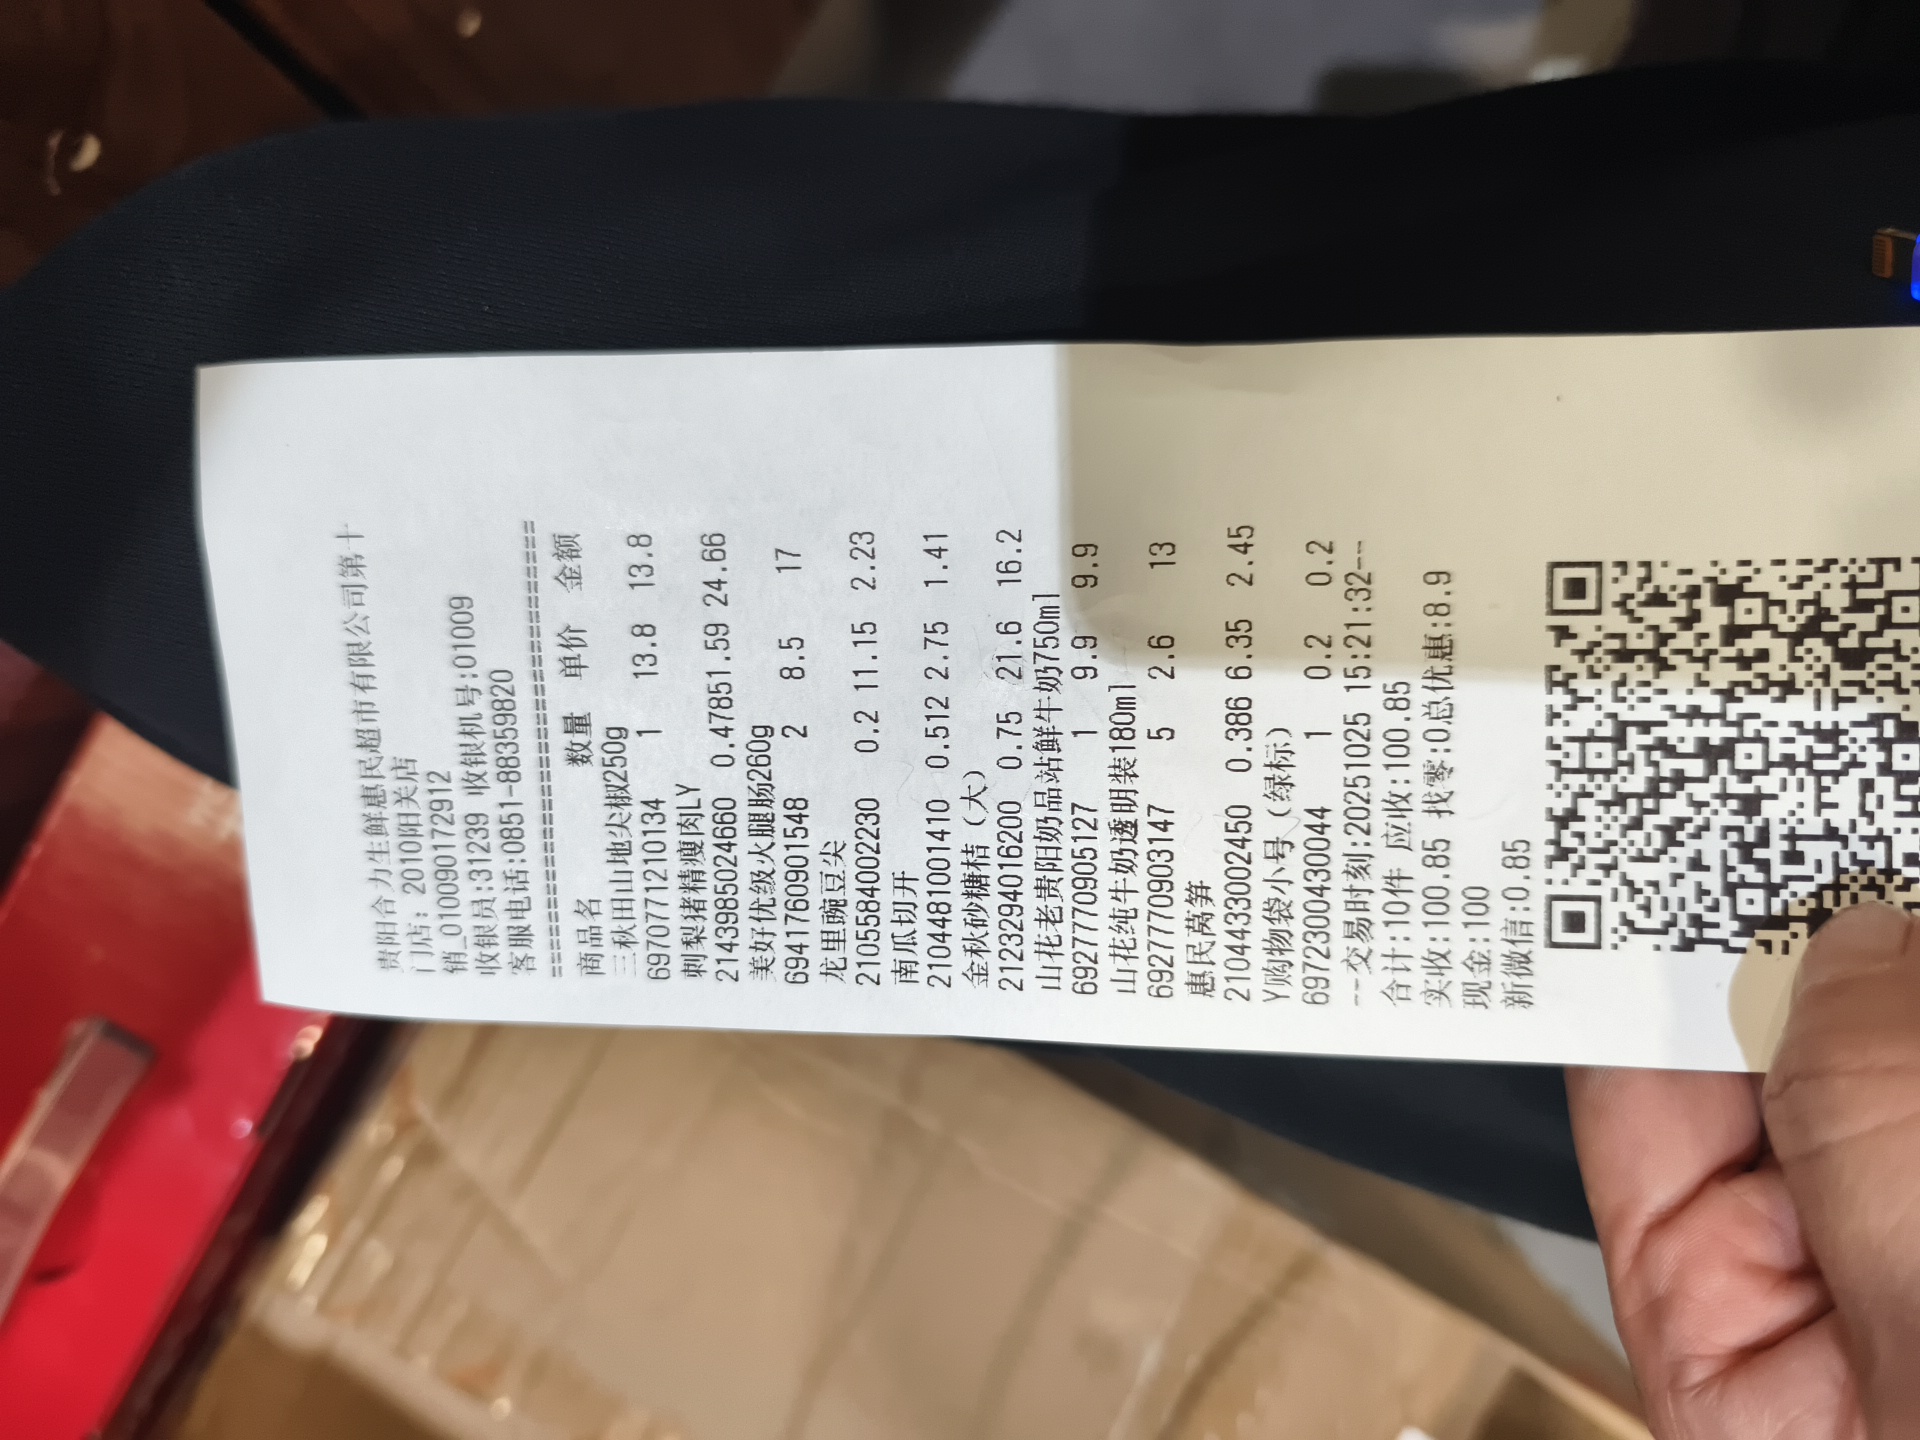 贵阳合力生鲜惠民超市有限公司第十
门店: 2010阳关店
销_0100901172912
收银员:31239 收银机号:01009
客服电话:0851-88359820
================================
商品名 数量 单价 金额
三秋田山地尖椒250g
6970777121013​4 1 13.8 13.8
刺梨猪精瘦肉LY
2143985024660 0.47851.59 24.66
美好优级火腿肠260g
6941760901548 2 8.5 17
龙里豌豆尖
2105584002230 0.2 11.15 2.23
南瓜切开
2104481001410 0.512 2.75 1.41
金秋砂糖桔(大)
2123294016200 0.75 21.6 16.2
山花老贵阳奶品站鲜牛奶750ml
6927770905127 1 9.9 9.9
山花纯牛奶透明装180ml
6927770903147 5 2.6 13
惠民莴笋
2104433002450 0.386 6.35 2.45
Y购物袋小号(绿标)
6972300430044 1 0.2 0.2
--交易时刻:20251025 15:21:32--
合计:10件 应收:100.85
实收:100.85 找零:0总优惠:8.9
现金:100
新微信:0.85